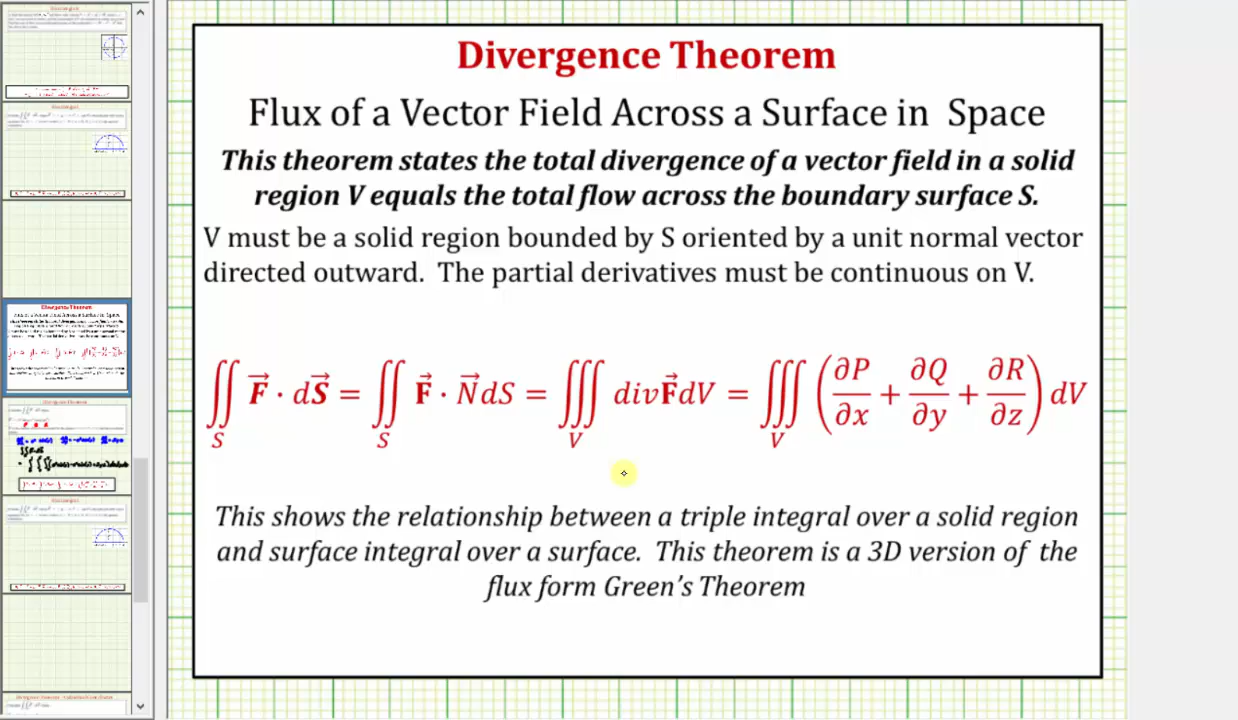 Divergence Theorem
Flux of a Vector Field Across a Surface in Space
This theorem states the total divergence of a vector field in a solid
region V equals the total flow across the boundary surface S.
V must be a solid region bounded by S oriented by a unit normal vector
directed outward. The partial derivatives must be continuous on V.
∬_S F⃗ · dS⃗ = ∬_S F⃗ · N⃗dS = ∭_V divF⃗dV = ∭_V (∂P/∂x + ∂Q/∂y + ∂R/∂z) dV
This shows the relationship between a triple integral over a solid region
and surface integral over a surface. This theorem is a 3D version of the
flux form Green's Theorem